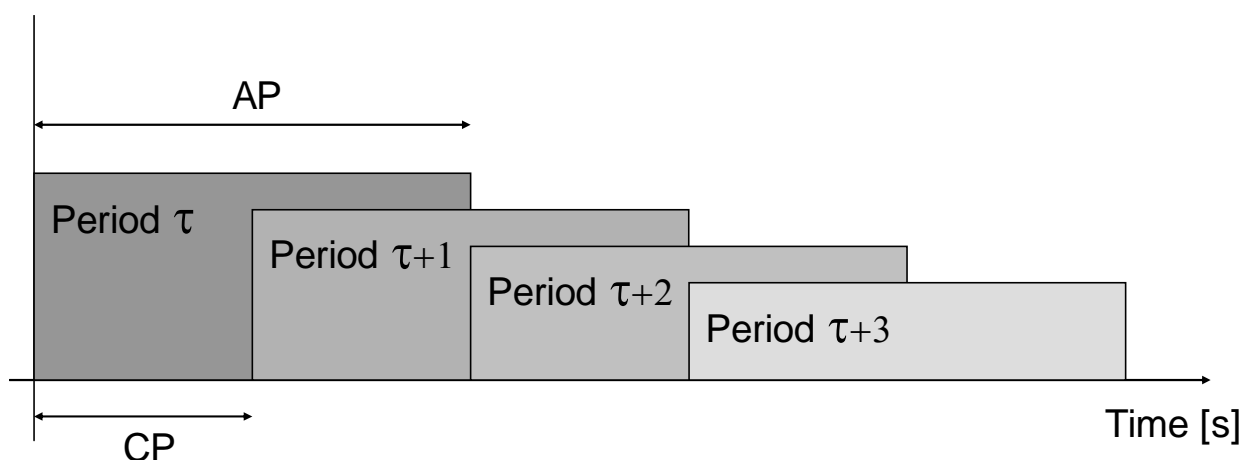 AP
Period τ
Period τ+1
Period τ+2
Period τ+3
Time [s]
CP